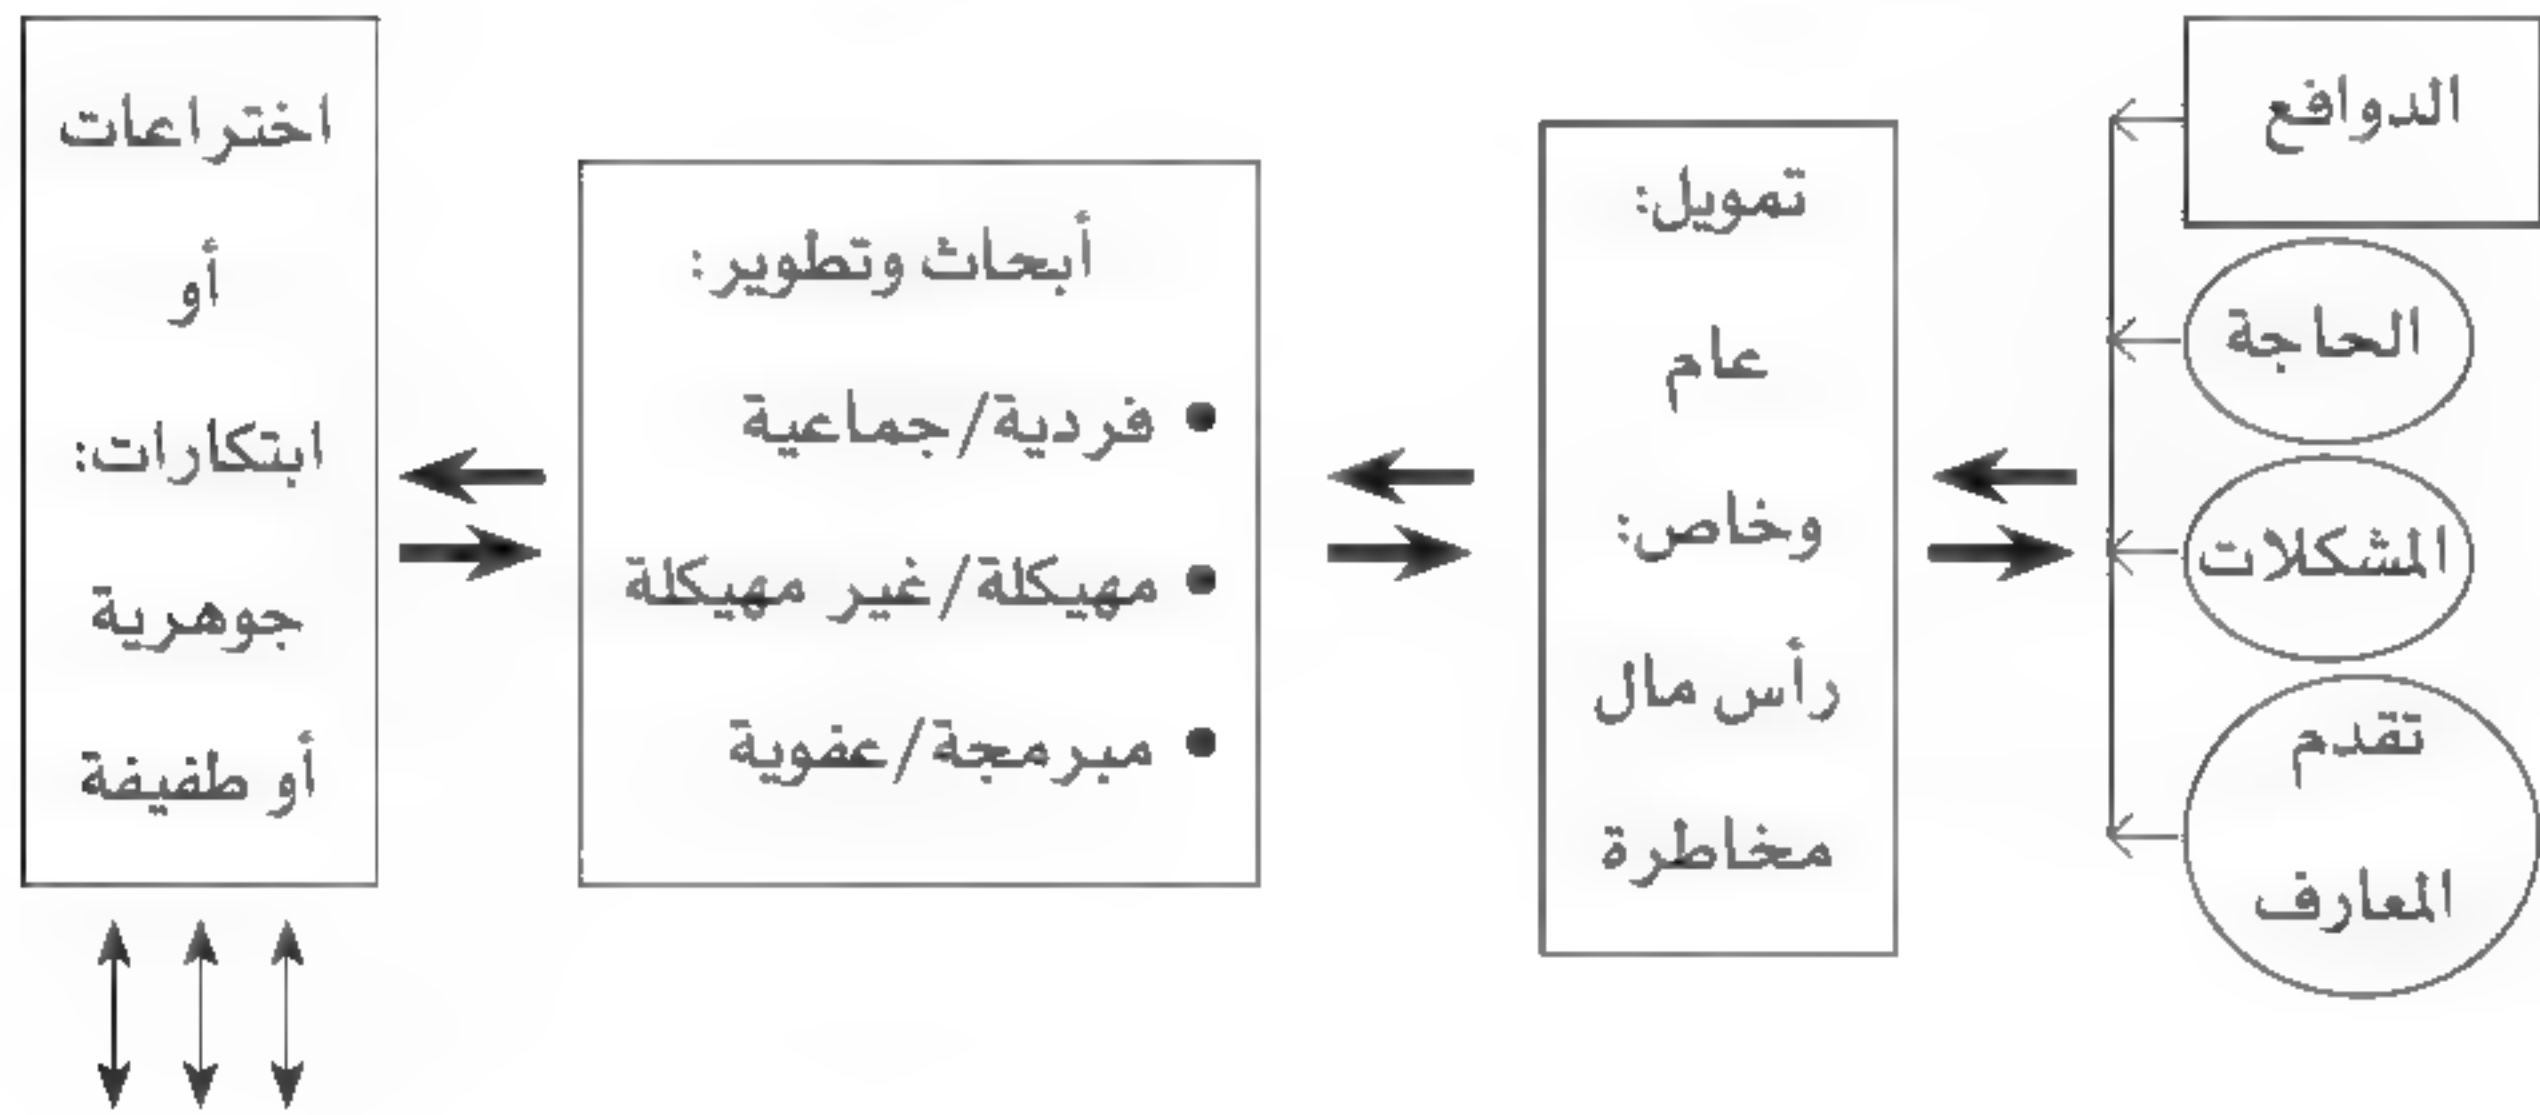 الدوافع
الحاجة
المشكلات
تقدم
المعارف
تمويل:
عام
وخاص:
رأس مال
مخاطرة
أبحاث وتطوير:
• فردية/جماعية
• مهيكلة/غير مهيكلة
• مبرمجة/عفوية
اختراعات
أو
ابتكارات:
جوهرية
أو طفيفة